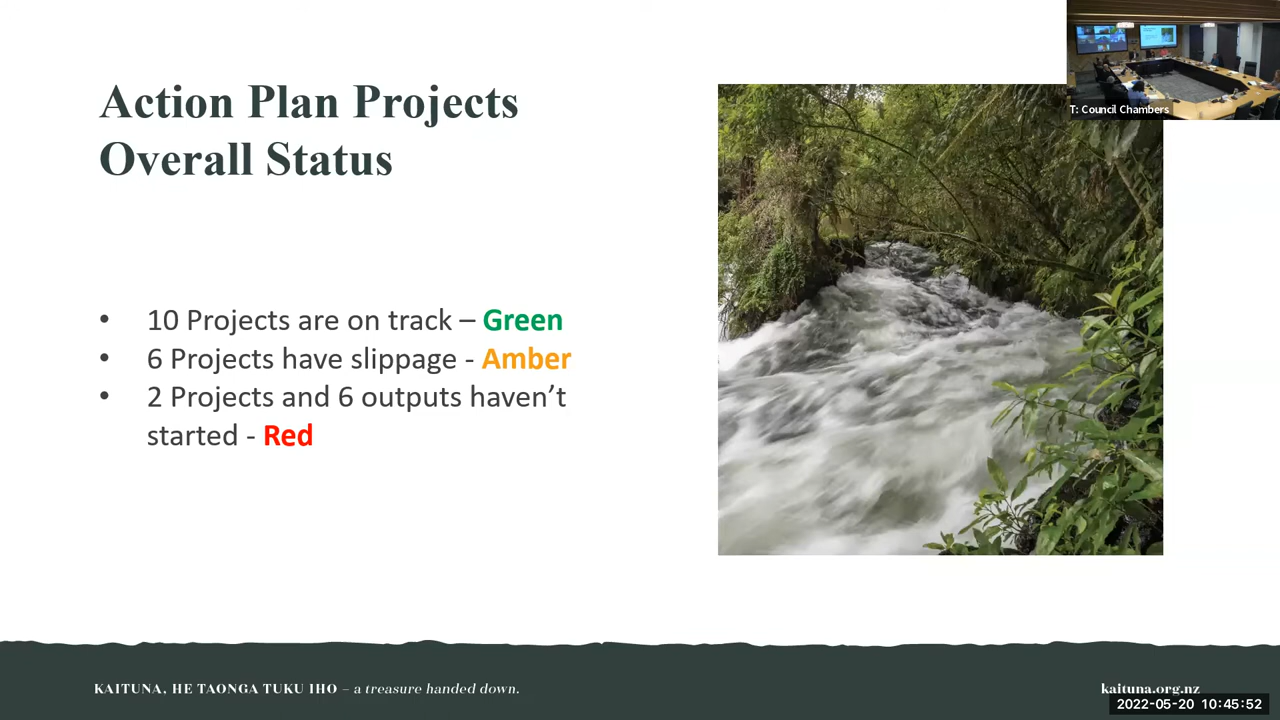 T: Council Chambers
Action Plan Projects
Overall Status
• 10 Projects are on track – Green
• 6 Projects have slippage - Amber
• 2 Projects and 6 outputs haven’t
started - Red
KAITUNA, HE TAONGA TUKU IHO – a treasure handed down.
kaituna.org.nz
2022-05-20 10:45:52